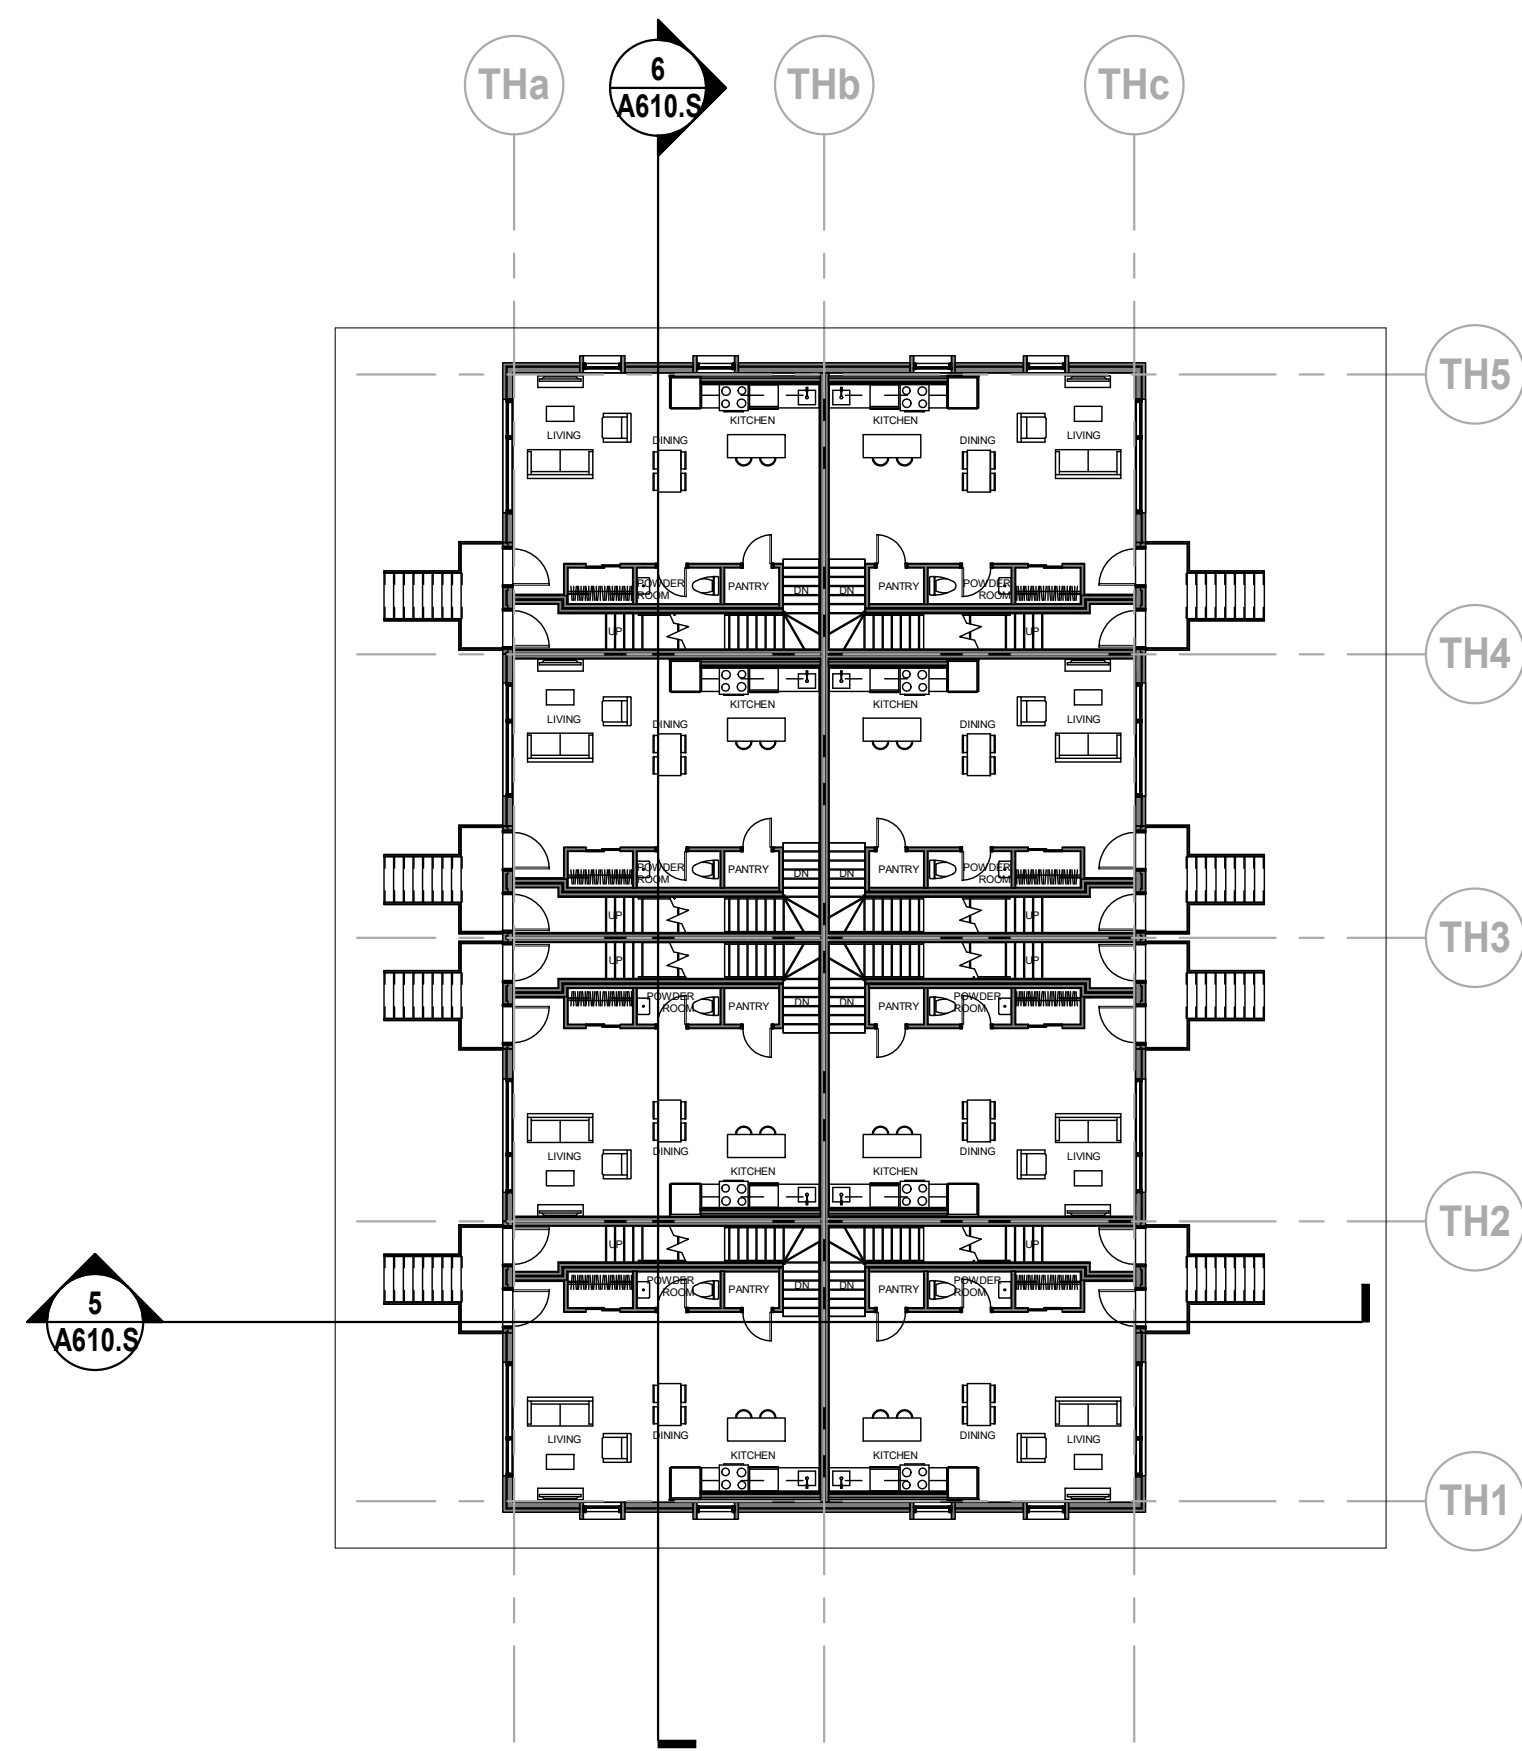 THa
6
A610.S
THb
THc
TH5
KITCHEN
KITCHEN
LIVING
DINING
DINING
LIVING
POWDER
ROOM
PANTRY
DN
DN
PANTRY
POWDER
ROOM
UP
UP
TH4
KITCHEN
KITCHEN
LIVING
DINING
DINING
LIVING
POWDER
ROOM
PANTRY
DN
DN
PANTRY
POWDER
ROOM
UP
UP
TH3
UP
UP
POWDER
ROOM
PANTRY
DN
DN
PANTRY
POWDER
ROOM
LIVING
DINING
DINING
LIVING
KITCHEN
KITCHEN
TH2
UP
UP
POWDER
ROOM
PANTRY
DN
DN
PANTRY
POWDER
ROOM
5
A610.S
LIVING
DINING
DINING
LIVING
KITCHEN
KITCHEN
TH1